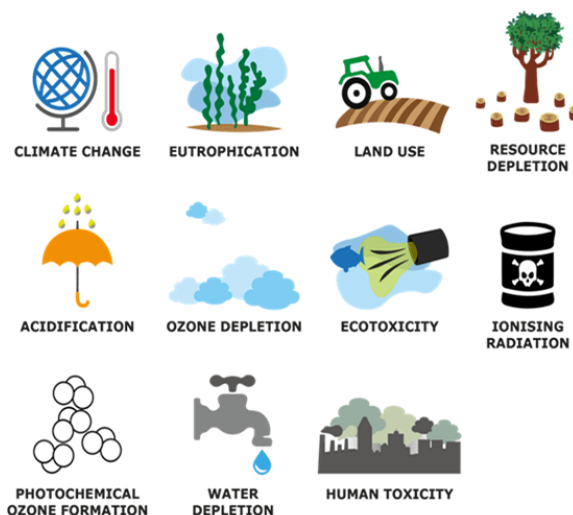 CLIMATE CHANGE
EUTROPHICATION
LAND USE
RESOURCE
DEPLETION
ACIDIFICATION
OZONE DEPLETION
ECOTOXICITY
IONISING
RADIATION
PHOTOCHEMICAL
OZONE FORMATION
WATER
DEPLETION
HUMAN TOXICITY